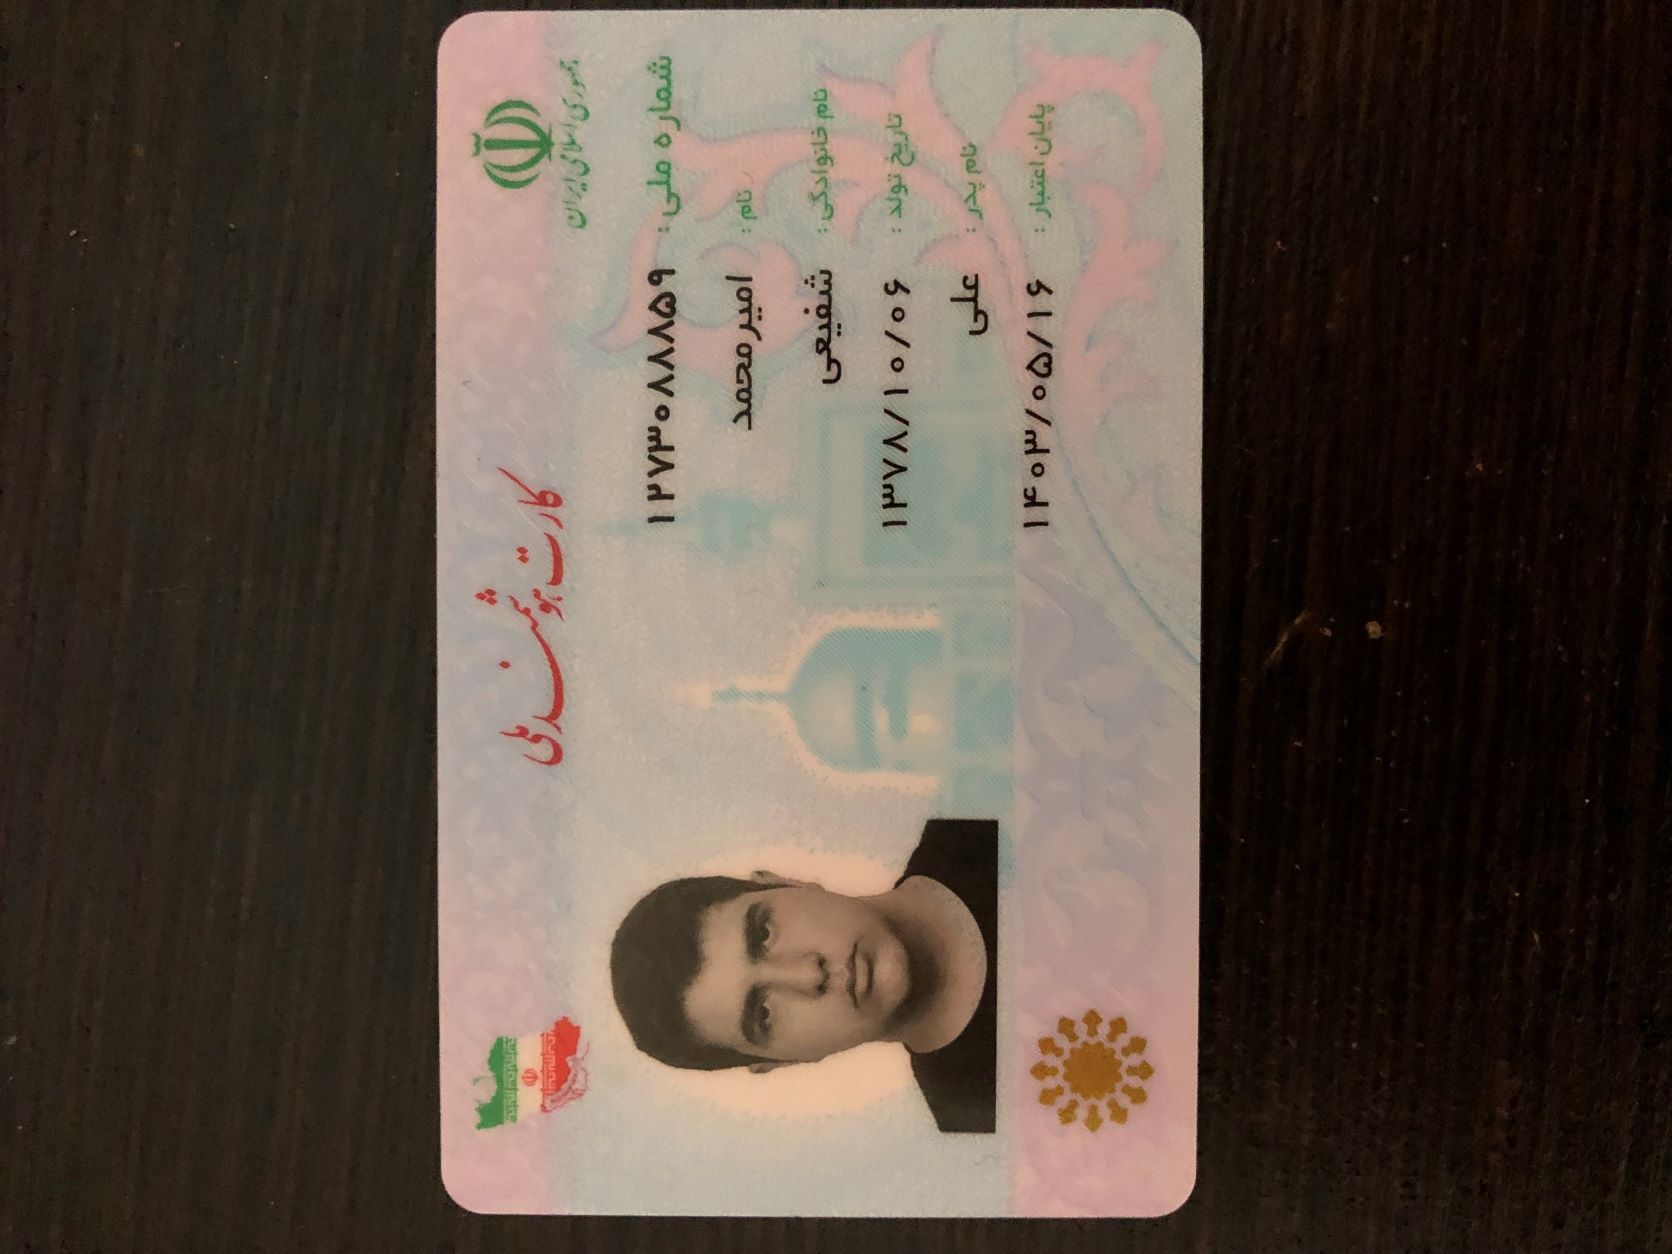 جمهوری اسلامی ایران
کارت هوشمند ملی
شماره ملی : ۱۲۷۳۰۸۸۸۵۹
نام : امیرمحمد
نام خانوادگی : شفیعی
تاریخ تولد : ۱۳۷۸/۱۰/۰۶
نام پدر : علی
پایان اعتبار : ۱۴۰۳/۰۵/۱۶